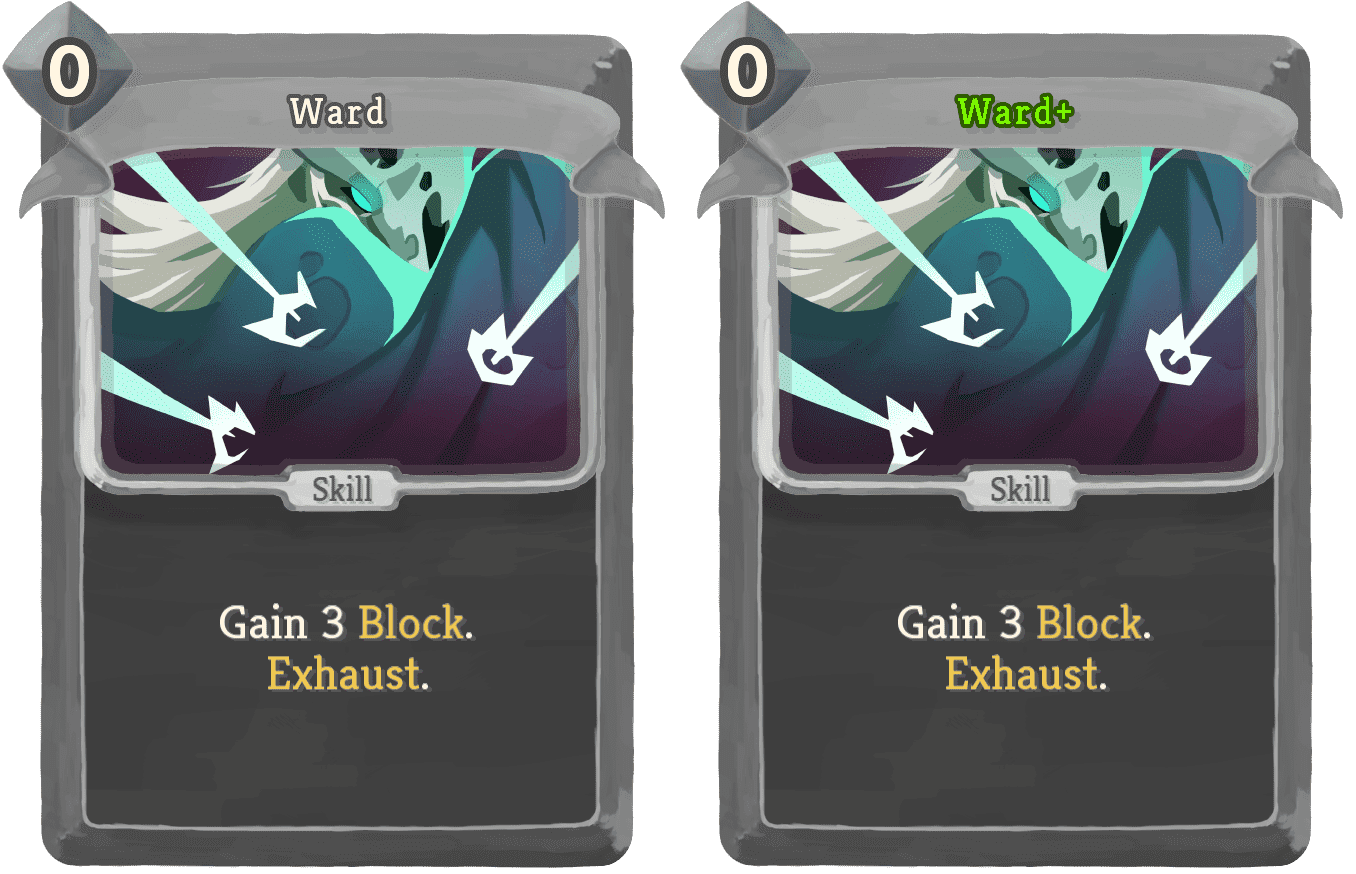 0
Ward
Skill
Gain 3 Block.
Exhaust.
0
Ward+
Skill
Gain 3 Block.
Exhaust.